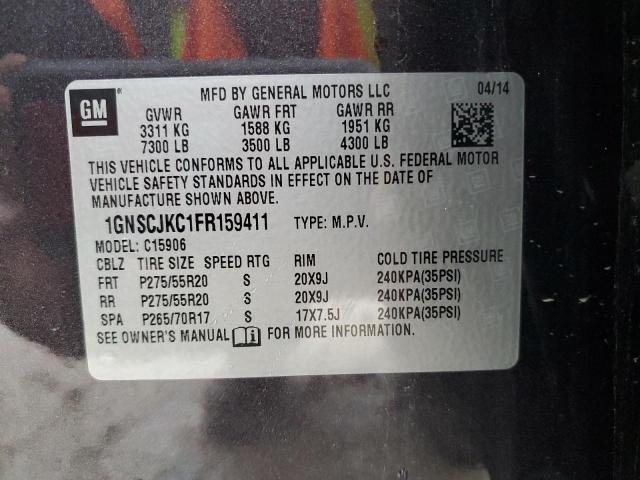 GM
MFD BY GENERAL MOTORS LLC 04/14
GVWR GAWR FRT GAWR RR
3311 KG 1588 KG 1951 KG
7300 LB 3500 LB 4300 LB
THIS VEHICLE CONFORMS TO ALL APPLICABLE U.S. FEDERAL MOTOR
VEHICLE SAFETY STANDARDS IN EFFECT ON THE DATE OF
MANUFACTURE SHOWN ABOVE.
1GNSCJKC1FR159411 TYPE: M.P.V.
MODEL: C15906
CBLZ TIRE SIZE SPEED RTG RIM COLD TIRE PRESSURE
FRT P275/55R20 S 20X9J 240KPA(35PSI)
RR P275/55R20 S 20X9J 240KPA(35PSI)
SPA P265/70R17 S 17X7.5J 240KPA(35PSI)
SEE OWNER'S MANUAL FOR MORE INFORMATION.